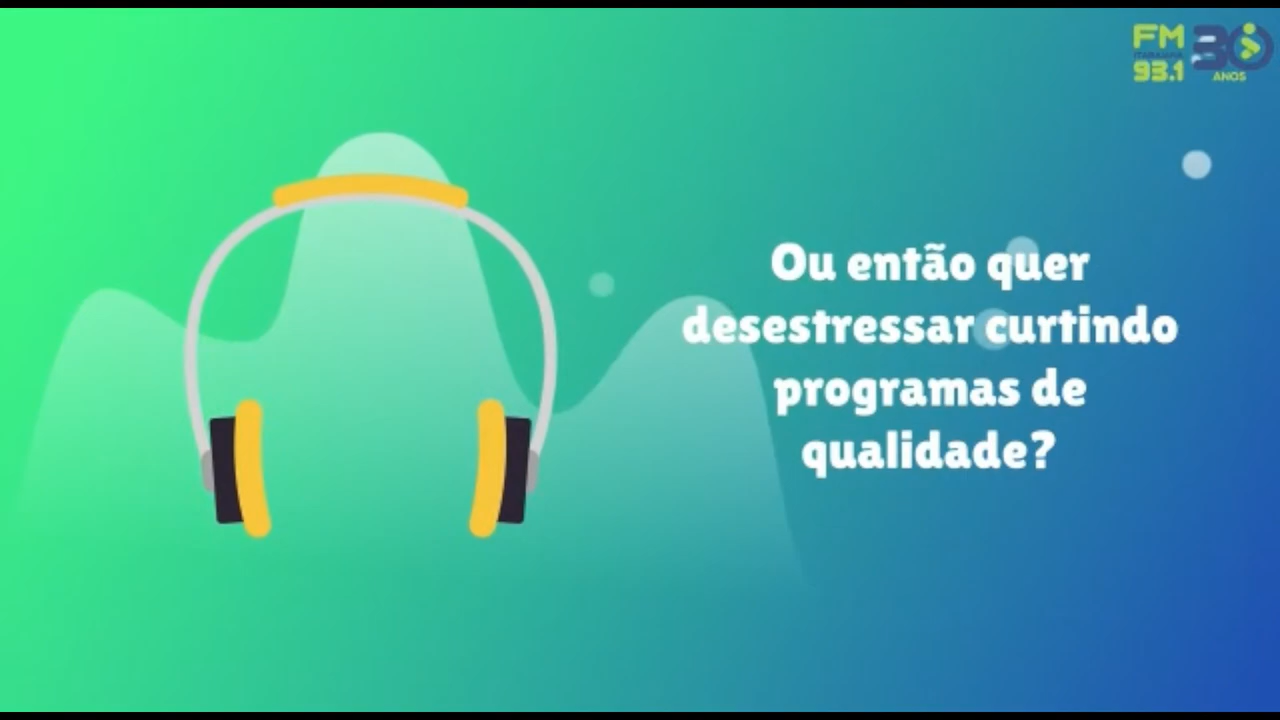 FM
93.1
30
ANOS
Ou então quer
desestressar curtindo
programas de
qualidade?